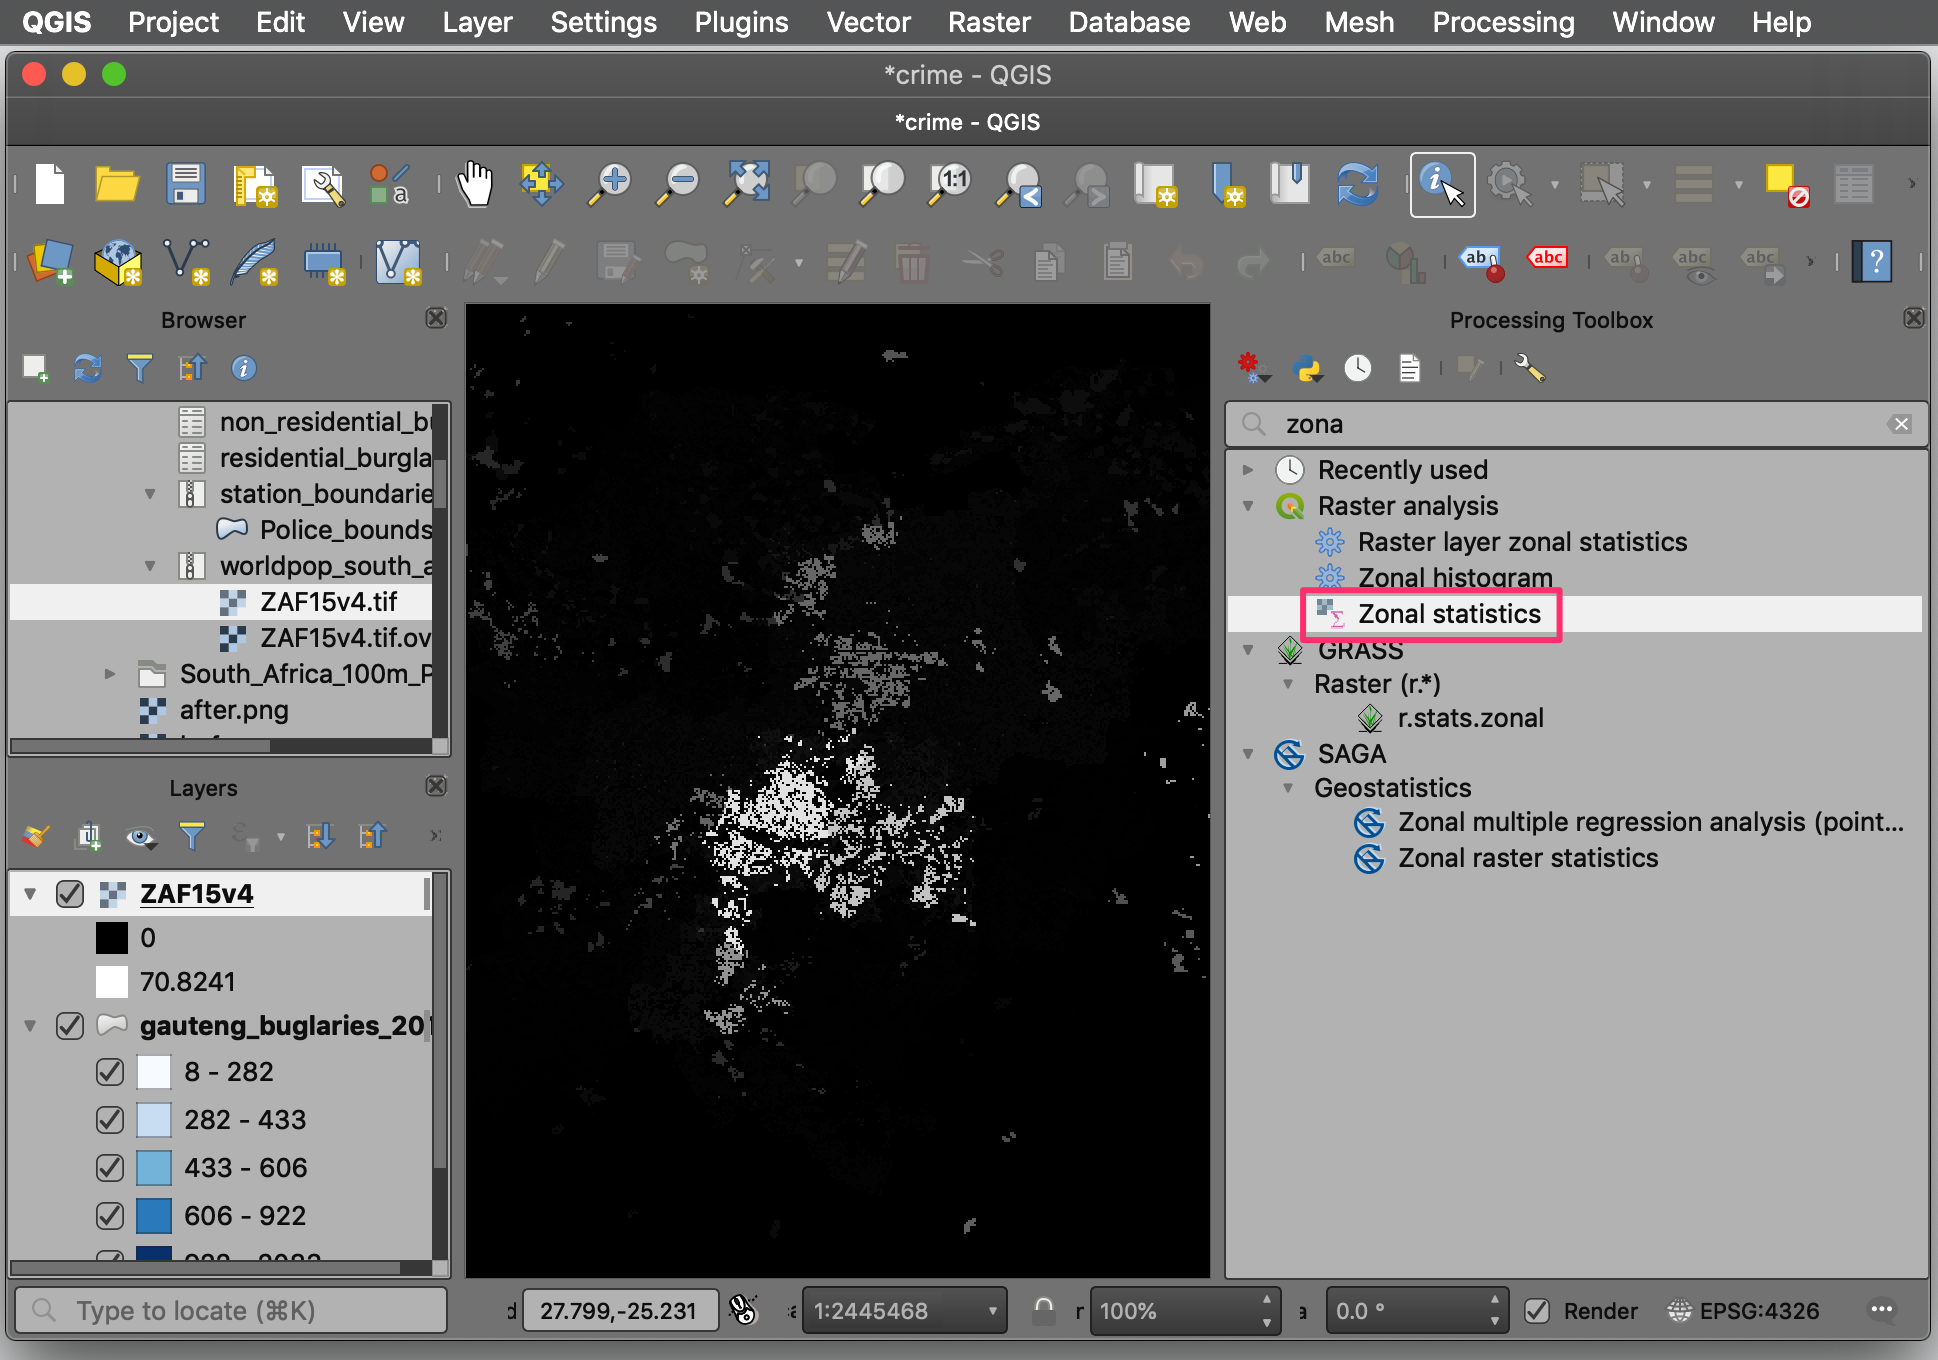 QGIS Project Edit View Layer Settings Plugins Vector Raster Database Web Mesh Processing Window Help
*crime - QGIS
*crime - QGIS
1:1
a
ab
abc
abc
ab
abc
abc
abc
?
Browser
non_residential_bu
residential_burgla
station_boundarie
Police_bounds
worldpop_south_a
ZAF15v4.tif
ZAF15v4.tif.ov
South_Africa_100m_P
after.png
Layers
ZAF15v4
0
70.8241
gauteng_buglaries_201
8 - 282
282 - 433
433 - 606
606 - 922
Processing Toolbox
zona
Recently used
Raster analysis
Raster layer zonal statistics
Zonal histogram
Zonal statistics
GRASS
Raster (r.*)
r.stats.zonal
SAGA
Geostatistics
Zonal multiple regression analysis (point...
Zonal raster statistics
Type to locate (⌘K)
27.799,-25.231
1:2445468
r 100%
a 0.0 °
Render
EPSG:4326